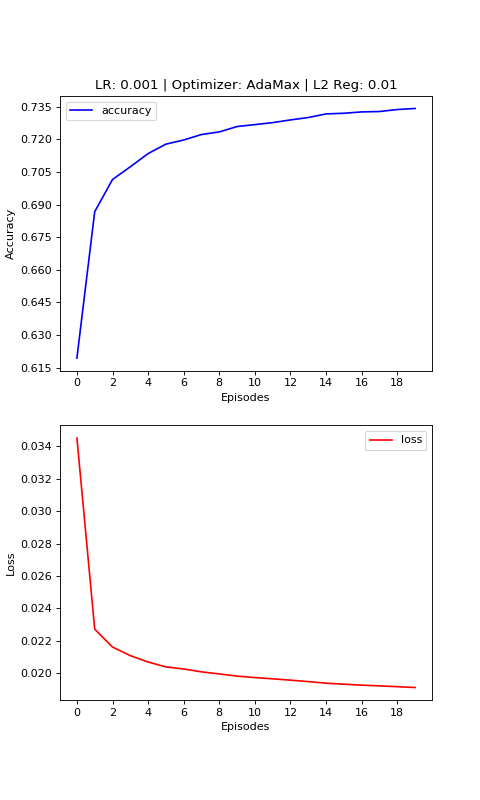 LR: 0.001 | Optimizer: AdaMax | L2 Reg: 0.01
accuracy
0.735
0.720
0.705
0.690
0.675
0.660
0.645
0.630
0.615
Accuracy
0 2 4 6 8 10 12 14 16 18
Episodes
loss
0.034
0.032
0.030
0.028
0.026
0.024
0.022
0.020
Loss
0 2 4 6 8 10 12 14 16 18
Episodes